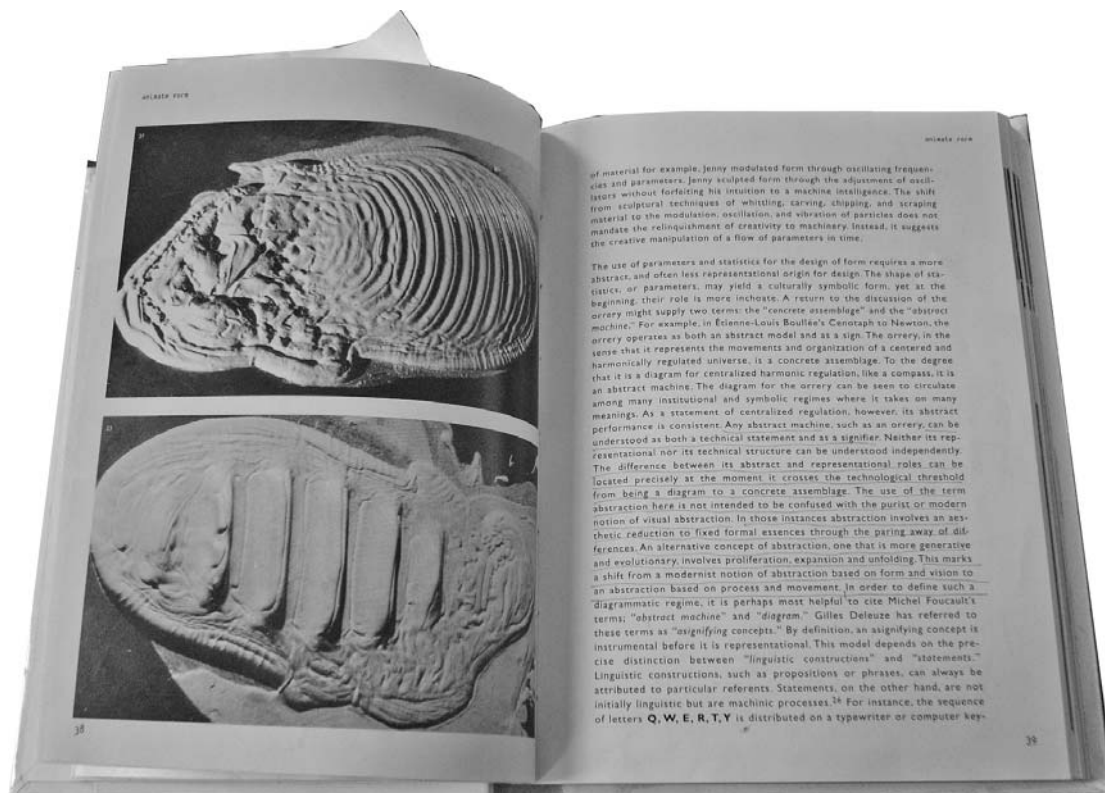 animate form
37
38
animate form
of material for example, Jenny modulated form through oscillating frequen-
cies and parameters. Jenny sculpted form through the adjustment of oscil-
lators without forfeiting his intuition to a machine intelligence. The shift
from sculptural techniques of whittling, carving, chipping, and scraping
material to the modulation, oscillation, and vibration of particles does not
mandate the relinquishment of creativity to machinery. Instead, it suggests
the creative manipulation of a flow of parameters in time.
The use of parameters and statistics for the design of form requires a more
abstract, and often less representational origin for design. The shape of sta-
tistics, or parameters, may yield a culturally symbolic form, yet at the
beginning, their role is more inchoate. A return to the discussion of the
orrery might supply two terms: the "concrete assemblage" and the "abstract
machine." For example, in Étienne-Louis Boullée's Cenotaph to Newton, the
orrery operates as both an abstract model and as a sign. The orrery, in the
sense that it represents the movements and organization of a centered and
harmonically regulated universe, is a concrete assemblage. To the degree
that it is a diagram for centralized harmonic regulation, like a compass, it is
an abstract machine. The diagram for the orrery can be seen to circulate
among many institutional and symbolic regimes where it takes on many
meanings. As a statement of centralized regulation, however, its abstract
performance is consistent. Any abstract machine, such as an orrery, can be
understood as both a technical statement and as a signifier. Neither its rep-
resentational nor its technical structure can be understood independently.
The difference between its abstract and representational roles can be
located precisely at the moment it crosses the technological threshold
from being a diagram to a concrete assemblage. The use of the term
abstraction here is not intended to be confused with the purist or modern
notion of visual abstraction. In those instances abstraction involves an aes-
thetic reduction to fixed formal essences through the paring away of dif-
ferences. An alternative concept of abstraction, one that is more generative
and evolutionary, involves proliferation, expansion and unfolding. This marks
a shift from a modernist notion of abstraction based on form and vision to
an abstraction based on process and movement. In order to define such a
diagrammatic regime, it is perhaps most helpful to cite Michel Foucault's
terms; "abstract machine" and "diagram." Gilles Deleuze has referred to
these terms as "asignifying concepts." By definition, an asignifying concept is
instrumental before it is representational. This model depends on the pre-
cise distinction between "linguistic constructions" and "statements."
Linguistic constructions, such as propositions or phrases, can always be
attributed to particular referents. Statements, on the other hand, are not
initially linguistic but are machinic processes.26 For instance, the sequence
of letters Q, W, E, R, T, Y is distributed on a typewriter or computer key-
39